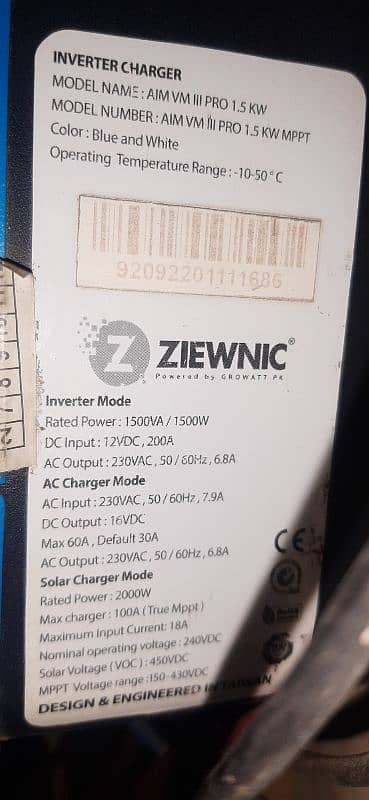 INVERTER CHARGER
MODEL NAME : AIM VM III PRO 1.5 KW
MODEL NUMBER : AIM VM III PRO 1.5 KW MPPT
Color : Blue and White
Operating Temperature Range : -10-50° C
92092201111686
Z ZIEWNIC®
Powered by GROWATT PK
Inverter Mode
Rated Power : 1500VA / 1500W
DC Input : 12VDC, 200A
AC Output : 230VAC, 50 / 60Hz, 6.8A
AC Charger Mode
AC Input : 230VAC, 50 / 60Hz, 7.9A
DC Output : 16VDC
Max 60A, Default 30A
AC Output : 230VAC, 50 / 60Hz, 6.8A
CE
Solar Charger Mode
Rated Power : 2000W
Max charger : 100A (True Mppt)
Maximum Input Current: 18A
Nominal operating voltage : 240VDC
Solar Voltage (VOC) : 450VDC
MPPT Voltage range :150-430VDC
DESIGN & ENGINEERED IN TAIWAN